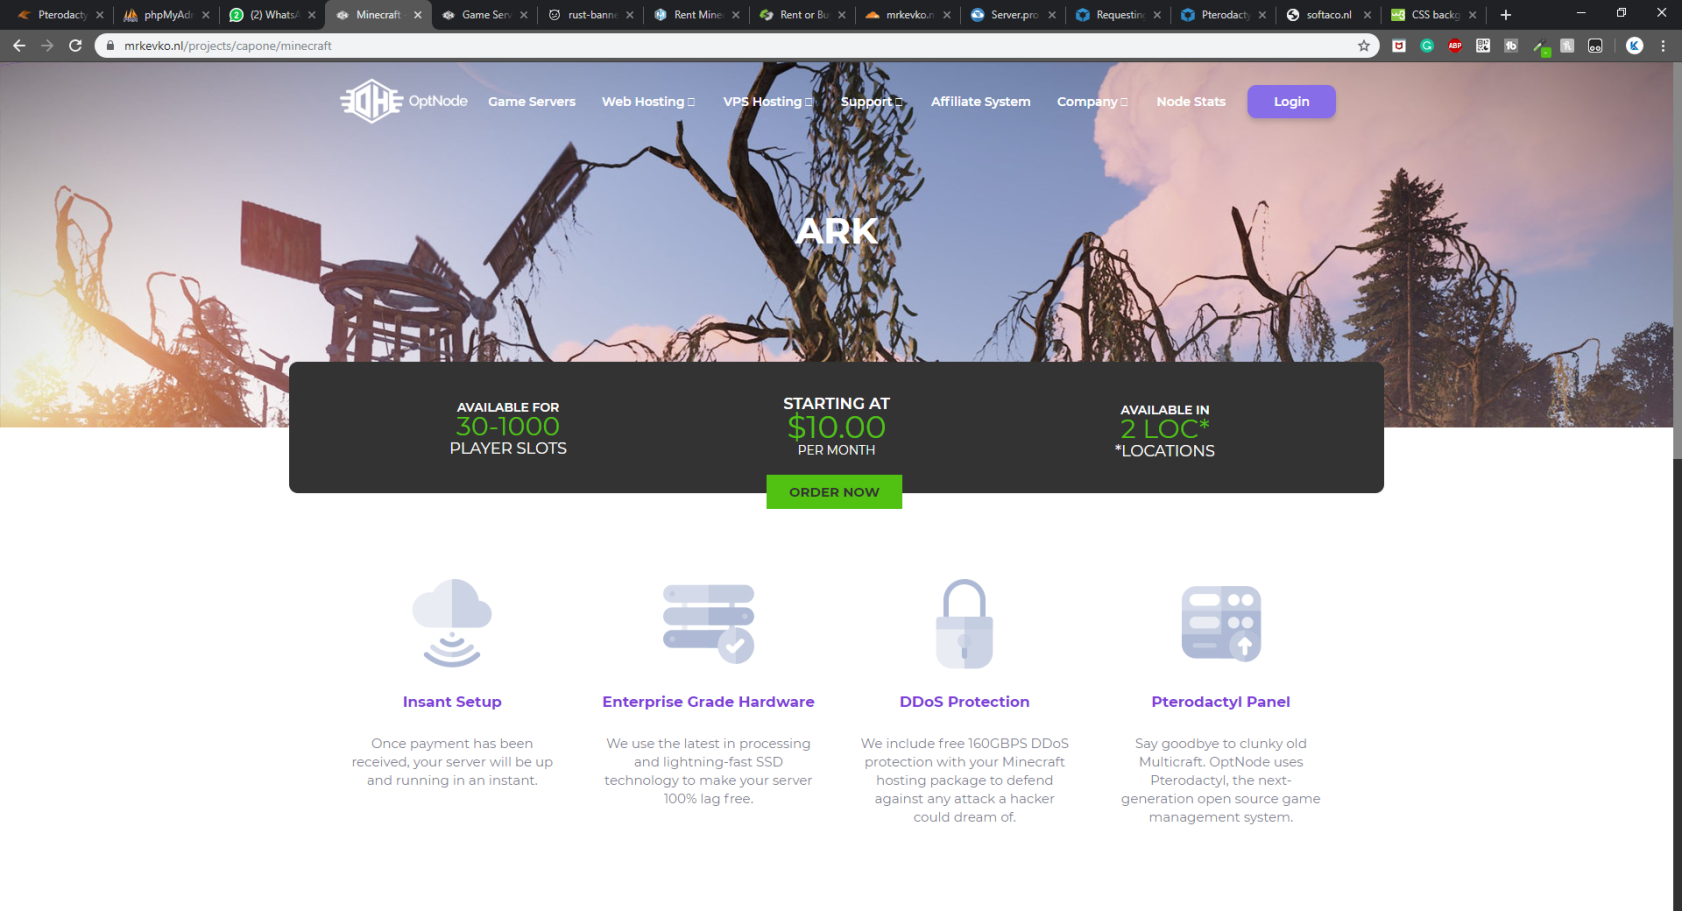 Pterodacty
phpMyAdm
(2) WhatsA
Minecraft
Game Serv
rust-banne
Rent Mine
Rent or Bu
mrkevko.n
Server.pro
Requesting
Pterodacty
softaco.nl
CSS backg
mrkevko.nl/projects/capone/minecraft
ABP
OptNode
Game Servers
Web Hosting
VPS Hosting
Support
Affiliate System
Company
Node Stats
Login
ARK
AVAILABLE FOR
30-1000
PLAYER SLOTS
STARTING AT
$10.00
PER MONTH
AVAILABLE IN
2 LOC*
*LOCATIONS
ORDER NOW
Insant Setup
Once payment has been
received, your server will be up
and running in an instant.
Enterprise Grade Hardware
We use the latest in processing
and lightning-fast SSD
technology to make your server
100% lag free.
DDoS Protection
We include free 160GBPS DDoS
protection with your Minecraft
hosting package to defend
against any attack a hacker
could dream of.
Pterodactyl Panel
Say goodbye to clunky old
Multicraft. OptNode uses
Pterodactyl, the next-
generation open source game
management system.